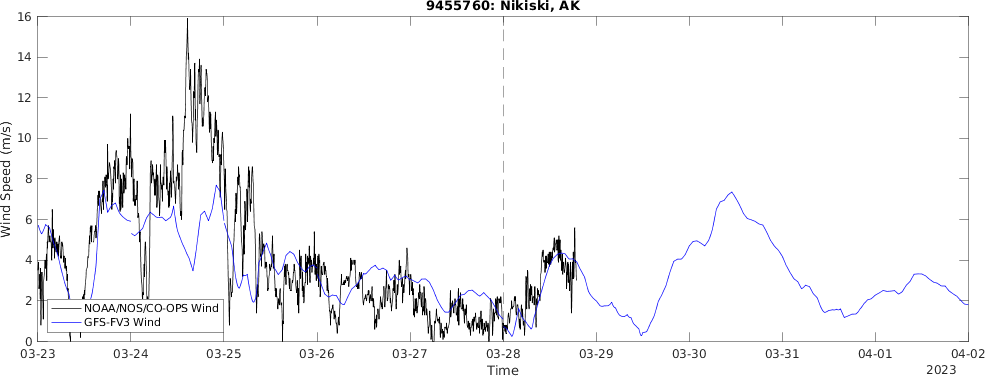 9455760: Nikiski, AK
16
14
12
10
8
6
4
2
0
Wind Speed (m/s)
NOAA/NOS/CO-OPS Wind
GFS-FV3 Wind
03-23 03-24 03-25 03-26 03-27 03-28 03-29 03-30 03-31 04-01 04-02
Time
2023